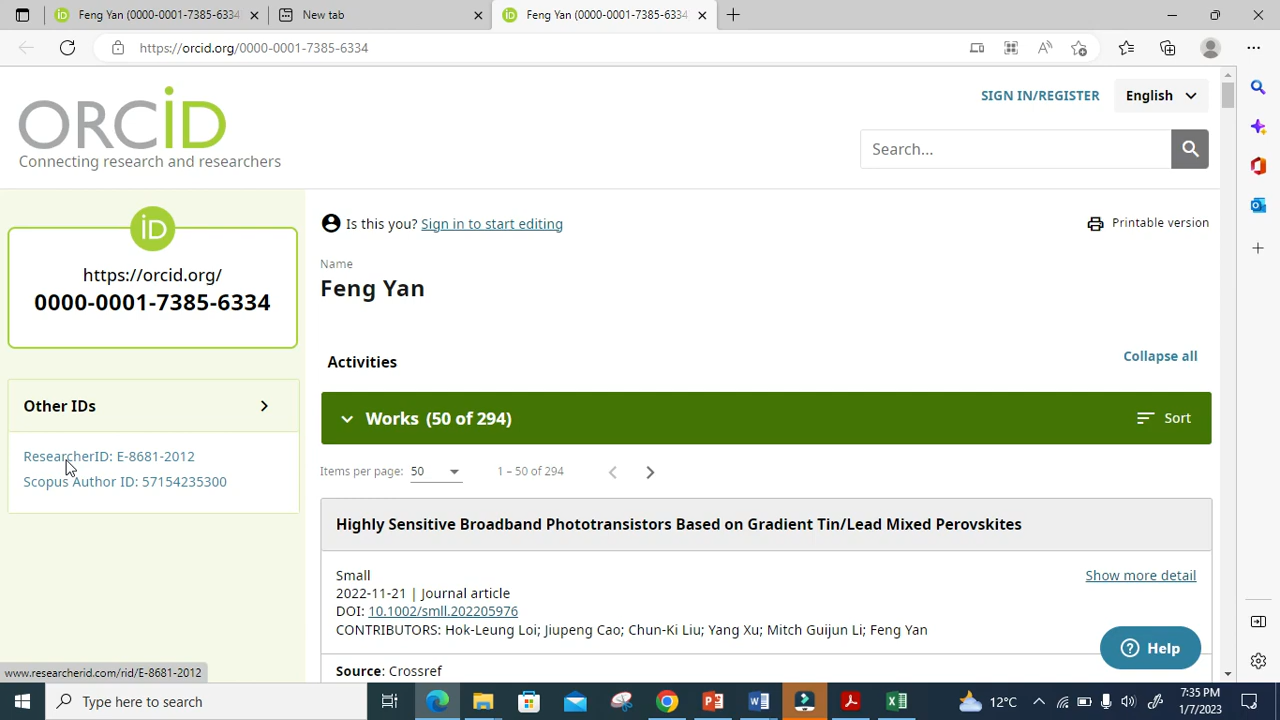 Feng Yan (0000-0001-7385-6334
New tab
Feng Yan (0000-0001-7385-6334
https://orcid.org/0000-0001-7385-6334
ORCiD
Connecting research and researchers
SIGN IN/REGISTER
English
Search...
iD
https://orcid.org/
0000-0001-7385-6334
Is this you? Sign in to start editing
Printable version
Name
Feng Yan
Activities
Collapse all
Other IDs
ResearcherID: E-8681-2012
Scopus Author ID: 57154235300
Works (50 of 294)
Sort
Items per page: 50
1 – 50 of 294
Highly Sensitive Broadband Phototransistors Based on Gradient Tin/Lead Mixed Perovskites
Small
Show more detail
2022-11-21 | Journal article
DOI: 10.1002/smll.202205976
CONTRIBUTORS: Hok-Leung Loi; Jiupeng Cao; Chun-Ki Liu; Yang Xu; Mitch Guijun Li; Feng Yan
Help
Source: Crossref
www.researcherid.com/rid/E-8681-2012
Type here to search
12°C
7:35 PM
1/7/2023